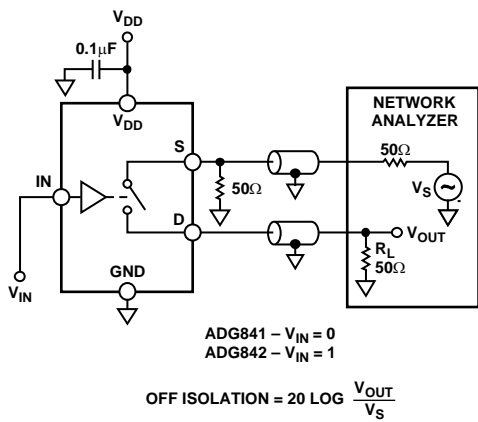 V_DD
0.1µF
V_DD
NETWORK
ANALYZER
S
50Ω
IN
50Ω
V_S
D
V_OUT
GND
R_L
50Ω
V_IN
ADG841 – V_IN = 0
ADG842 – V_IN = 1
OFF ISOLATION = 20 LOG V_OUT / V_S